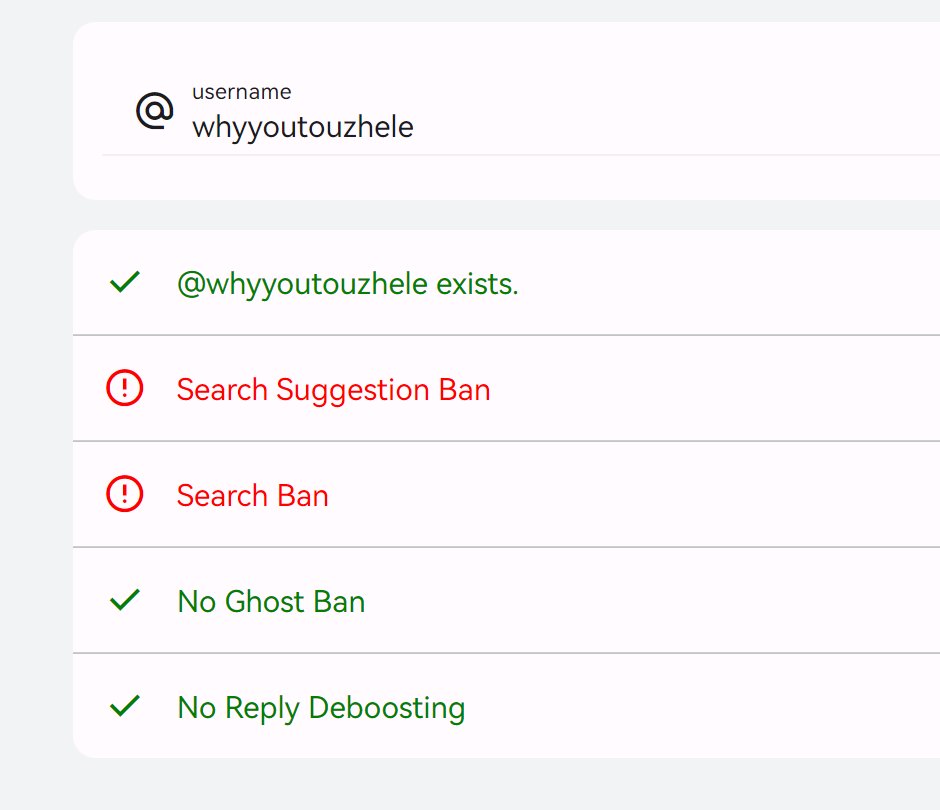 username
whyyoutouzhele
@whyyoutouzhele exists.
Search Suggestion Ban
Search Ban
No Ghost Ban
No Reply Deboosting